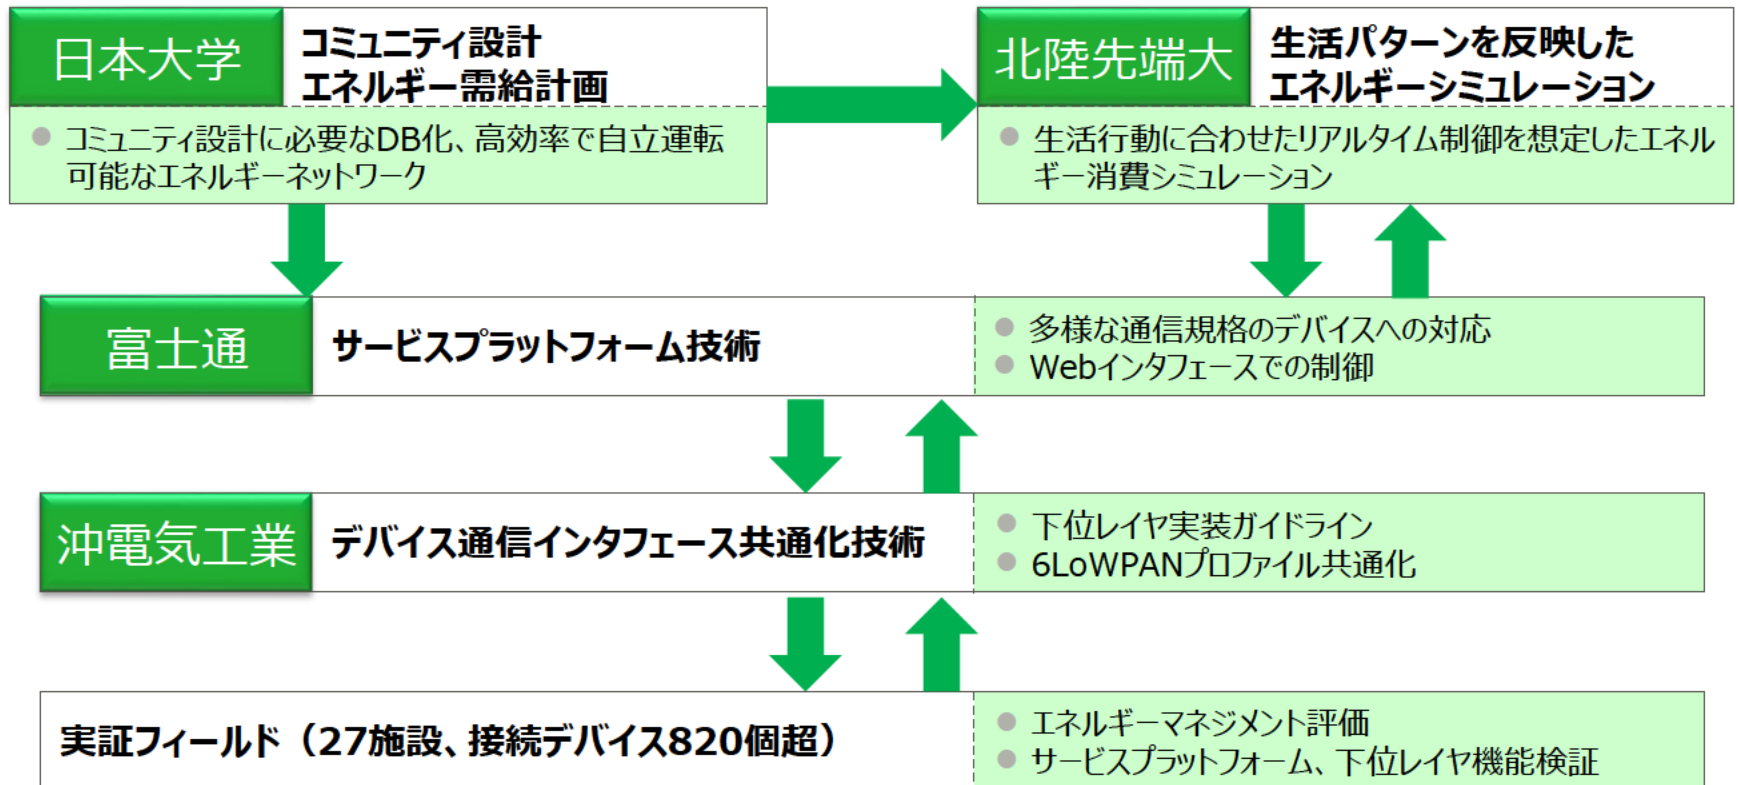 日本大学
コミュニティ設計
エネルギー需給計画
● コミュニティ設計に必要なDB化、高効率で自立運転
可能なエネルギーネットワーク
北陸先端大
生活パターンを反映した
エネルギーシミュレーション
● 生活行動に合わせたリアルタイム制御を想定したエネル
ギー消費シミュレーション
富士通
サービスプラットフォーム技術
● 多様な通信規格のデバイスへの対応
● Webインタフェースでの制御
沖電気工業
デバイス通信インタフェース共通化技術
● 下位レイヤ実装ガイドライン
● 6LoWPANプロファイル共通化
実証フィールド（27施設、接続デバイス820個超）
● エネルギーマネジメント評価
● サービスプラットフォーム、下位レイヤ機能検証